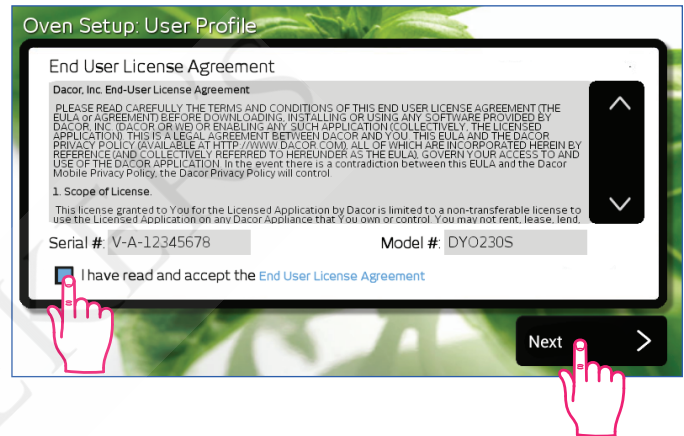 Oven Setup: User Profile
End User License Agreement
Dacor, Inc. End-User License Agreement
PLEASE READ CAREFULLY THE TERMS AND CONDITIONS OF THIS END USER LICENSE AGREEMENT (THE
EULA or AGREEMENT) BEFORE DOWNLOADING, INSTALLING OR USING ANY SOFTWARE PROVIDED BY
DACOR, INC. (DACOR OR WE) OR ENABLING ANY SUCH APPLICATION (COLLECTIVELY, THE LICENSED
APPLICATION). THIS IS A LEGAL AGREEMENT BETWEEN DACOR AND YOU. THIS EULA AND THE DACOR
PRIVACY POLICY (AVAILABLE AT HTTP://WWW DACOR.COM), ALL OF WHICH ARE INCORPORATED HEREIN BY
REFERENCE (AND COLLECTIVELY REFERRED TO HEREUNDER AS THE EULA), GOVERN YOUR ACCESS TO AND
USE OF THE DACOR APPLICATION. In the event there is a contradiction between this EULA and the Dacor
Mobile Privacy Policy, the Dacor Privacy Policy will control.
1. Scope of License.
This license granted to You for the Licensed Application by Dacor is limited to a non-transferable license to
use the Licensed Application on any Dacor Appliance that You own or control. You may not rent, lease, lend,
Serial #: V-A-12345678 Model #: DYO230S
I have read and accept the End User License Agreement
Next